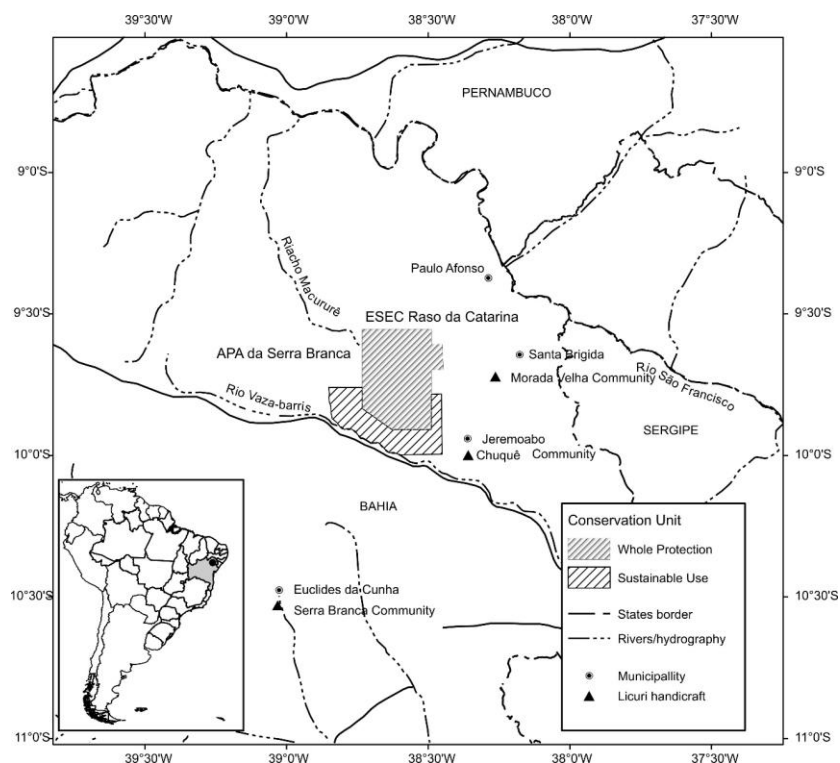 39°30'S 39°0'S 38°30'S 38°0'S 37°30'S
PERNAMBUCO
9°0'S
9°0'S
Riacho Macururê
Paulo Afonso
9°30'S
9°30'S
ESEC Raso da Catarina
APA da Serra Branca
Santa Brigida
Rio São Francisco
Morada Velha Community
Rio Vaza-barris
SERGIPE
Jeremoabo
10°0'S
10°0'S
Chuquê Community
BAHIA
Conservation Unit
Whole Protection
Sustainable Use
Euclides da Cunha
10°30'S
10°30'S
Serra Branca Community
States border
Rivers/hydrography
Municipallity
Licuri handicraft
11°0'S
11°0'S
39°30'S 39°0'S 38°30'S 38°0'S 37°30'S